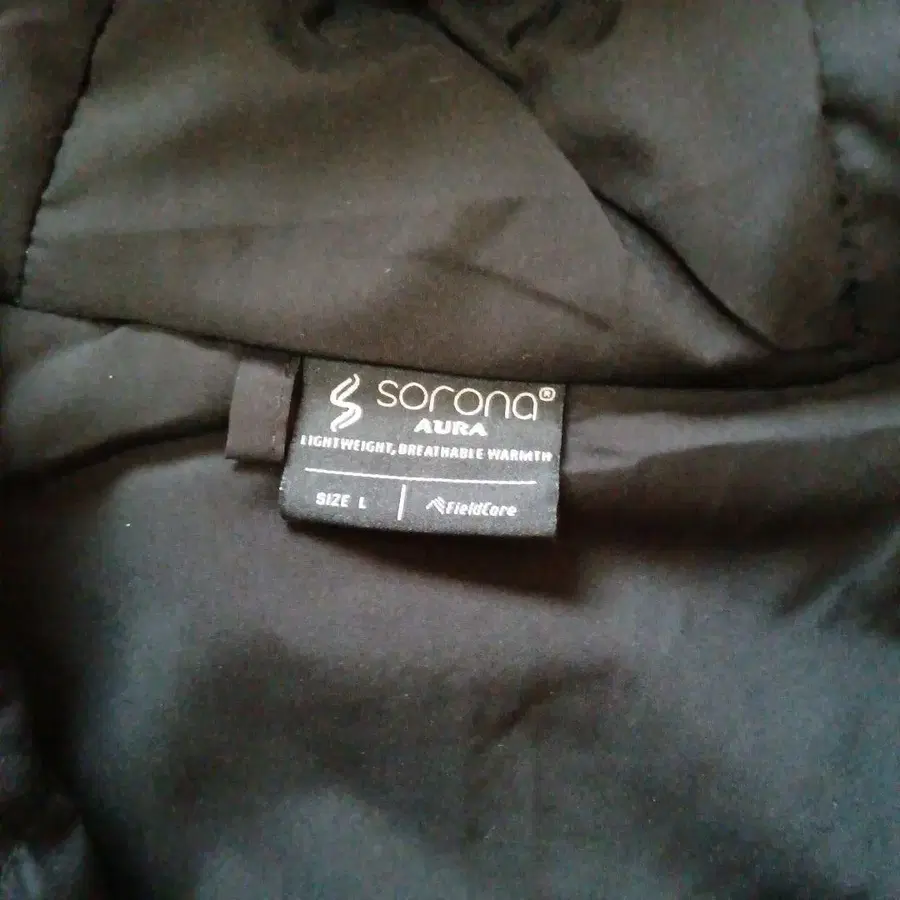 sorona®
AURA
LIGHTWEIGHT, BREATHABLE WARMTH
SIZE L | FieldCore